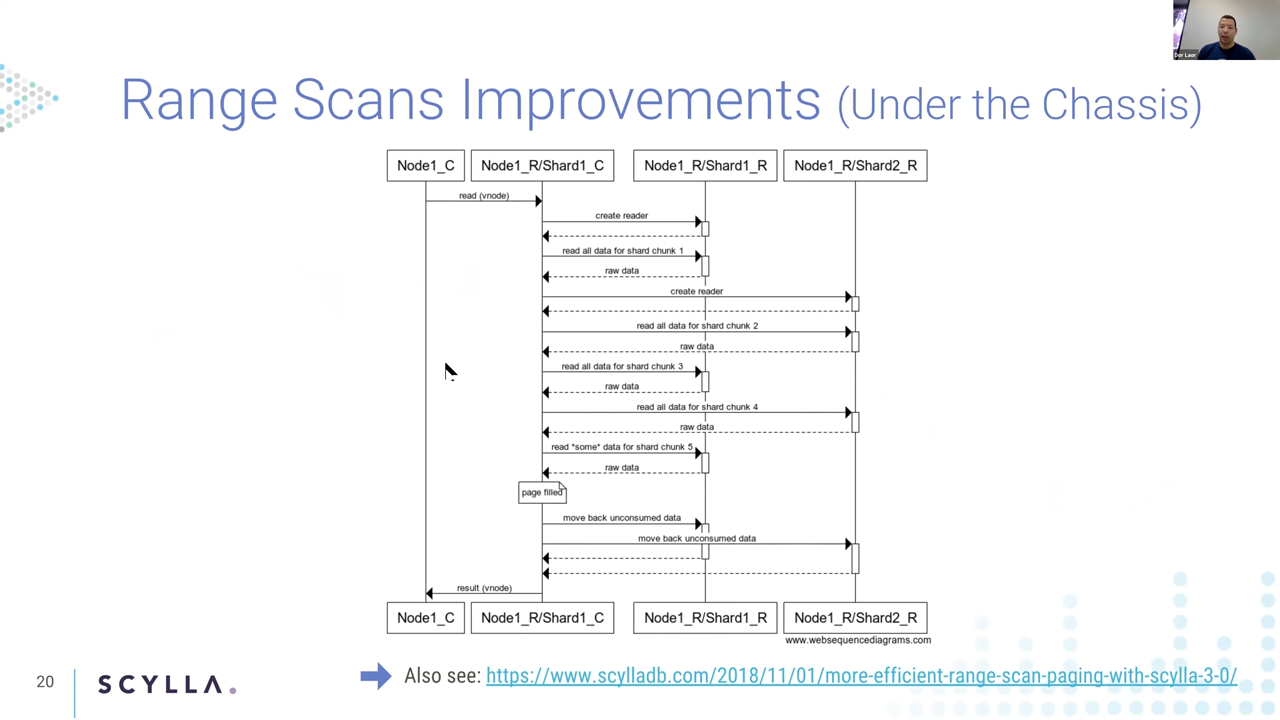 Dor Laor
Range Scans Improvements (Under the Chassis)
Node1_C Node1_R/Shard1_C Node1_R/Shard1_R Node1_R/Shard2_R
read (vnode)
create reader
read all data for shard chunk 1
raw data
create reader
read all data for shard chunk 2
raw data
read all data for shard chunk 3
raw data
read all data for shard chunk 4
raw data
read *some* data for shard chunk 5
raw data
page filled
move back unconsumed data
move back unconsumed data
result (vnode)
Node1_C Node1_R/Shard1_C Node1_R/Shard1_R Node1_R/Shard2_R
www.websequencediagrams.com
Also see: https://www.scylladb.com/2018/11/01/more-efficient-range-scan-paging-with-scylla-3-0/
20
SCYLLA.